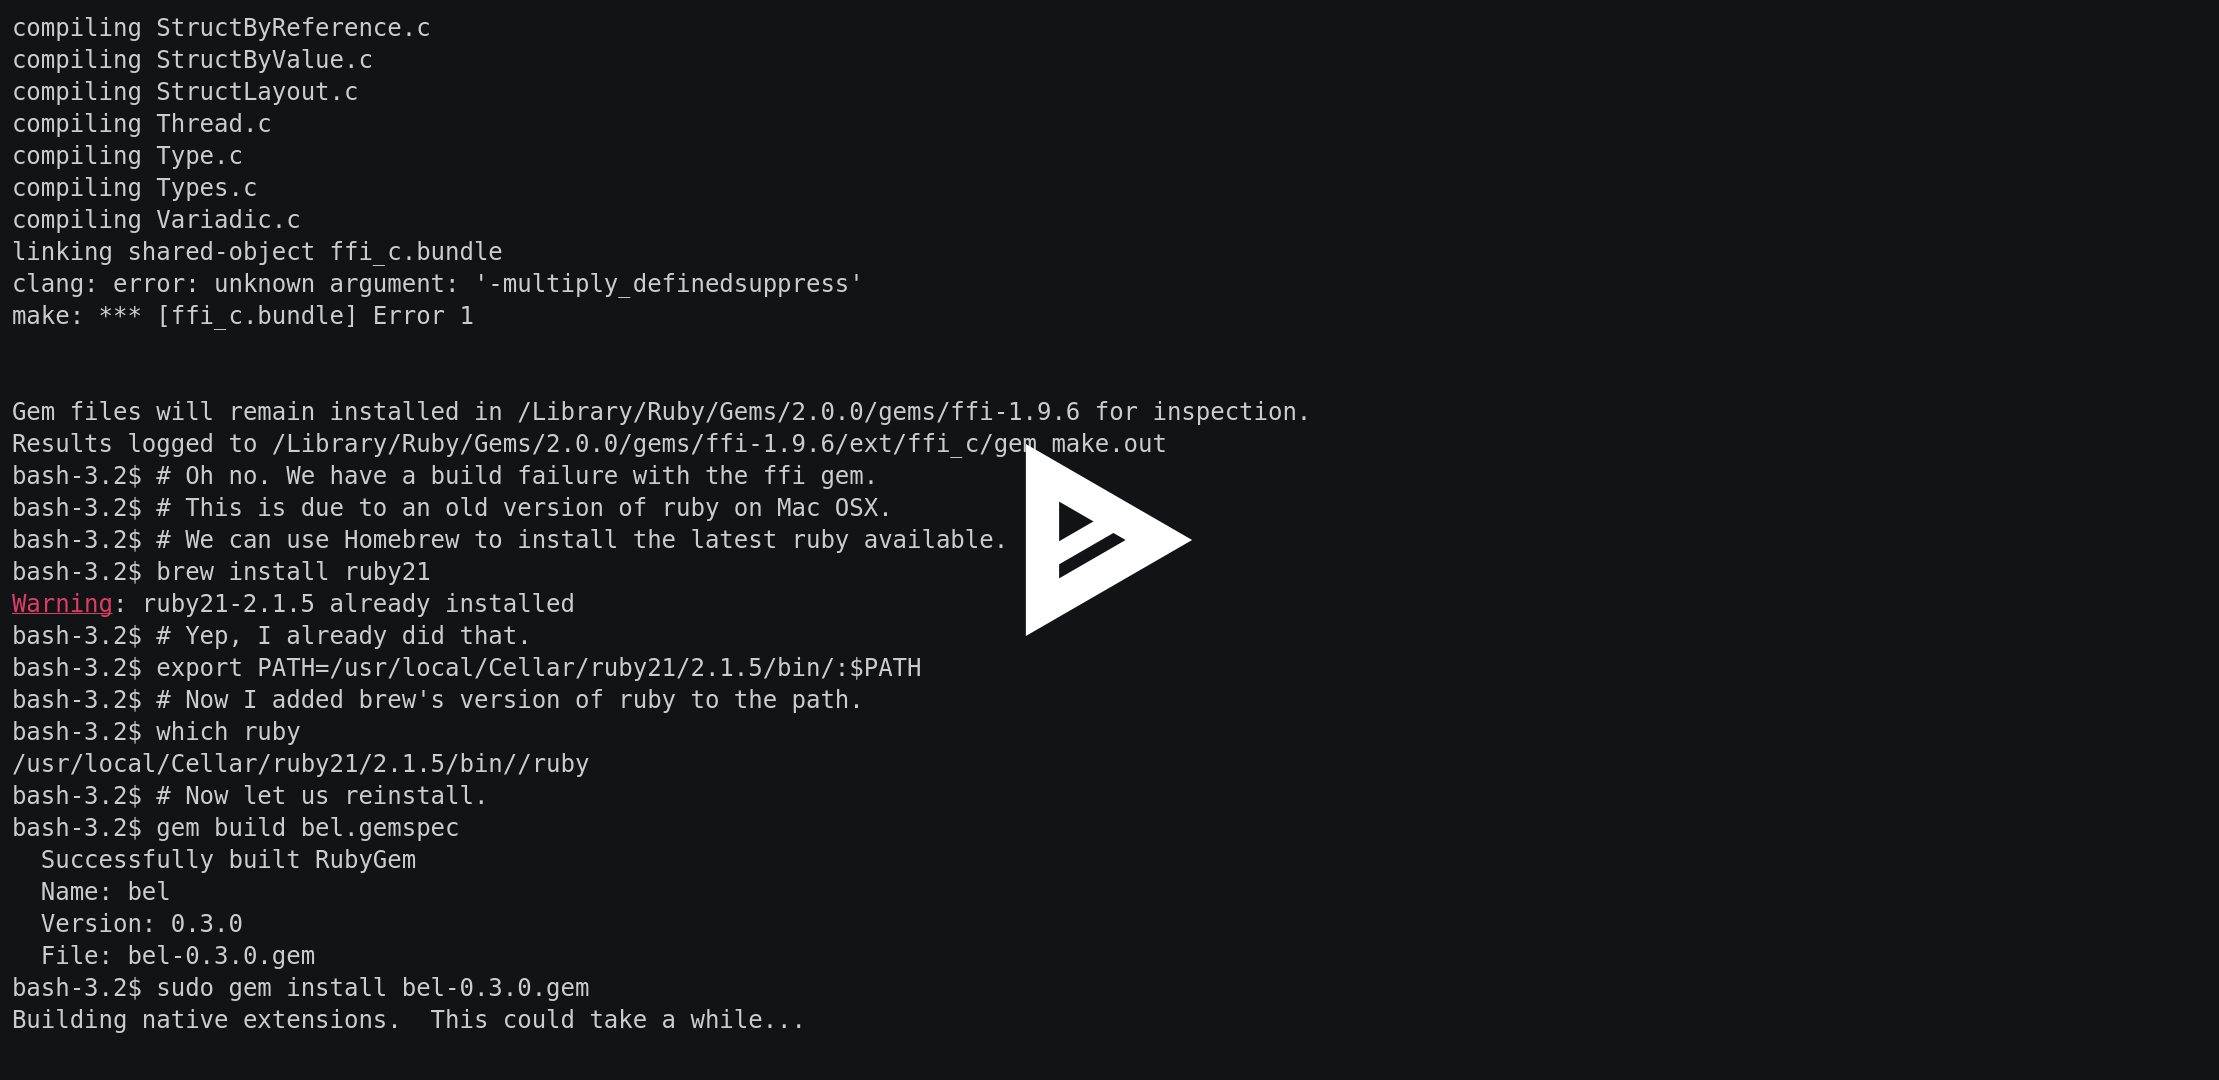 compiling StructByReference.c
compiling StructByValue.c
compiling StructLayout.c
compiling Thread.c
compiling Type.c
compiling Types.c
compiling Variadic.c
linking shared-object ffi_c.bundle
clang: error: unknown argument: '-multiply_definedsuppress'
make: *** [ffi_c.bundle] Error 1
Gem files will remain installed in /Library/Ruby/Gems/2.0.0/gems/ffi-1.9.6 for inspection.
Results logged to /Library/Ruby/Gems/2.0.0/gems/ffi-1.9.6/ext/ffi_c/gem_make.out
bash-3.2$ # Oh no. We have a build failure with the ffi gem.
bash-3.2$ # This is due to an old version of ruby on Mac OSX.
bash-3.2$ # We can use Homebrew to install the latest ruby available.
bash-3.2$ brew install ruby21
Warning: ruby21-2.1.5 already installed
bash-3.2$ # Yep, I already did that.
bash-3.2$ export PATH=/usr/local/Cellar/ruby21/2.1.5/bin/:$PATH
bash-3.2$ # Now I added brew's version of ruby to the path.
bash-3.2$ which ruby
/usr/local/Cellar/ruby21/2.1.5/bin//ruby
bash-3.2$ # Now let us reinstall.
bash-3.2$ gem build bel.gemspec
  Successfully built RubyGem
  Name: bel
  Version: 0.3.0
  File: bel-0.3.0.gem
bash-3.2$ sudo gem install bel-0.3.0.gem
Building native extensions.  This could take a while...